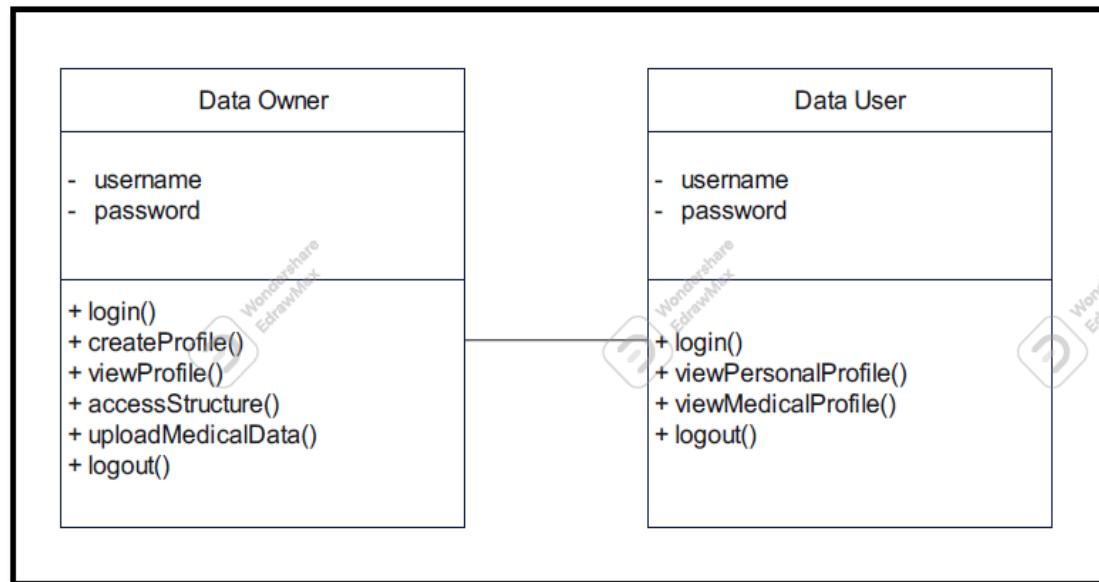 Data Owner
- username
- password
+ login()
+ createProfile()
+ viewProfile()
+ accessStructure()
+ uploadMedicalData()
+ logout()
Data User
- username
- password
+ login()
+ viewPersonalProfile()
+ viewMedicalProfile()
+ logout()
Wondershare
EdrawMax
Wondershare
EdrawMax